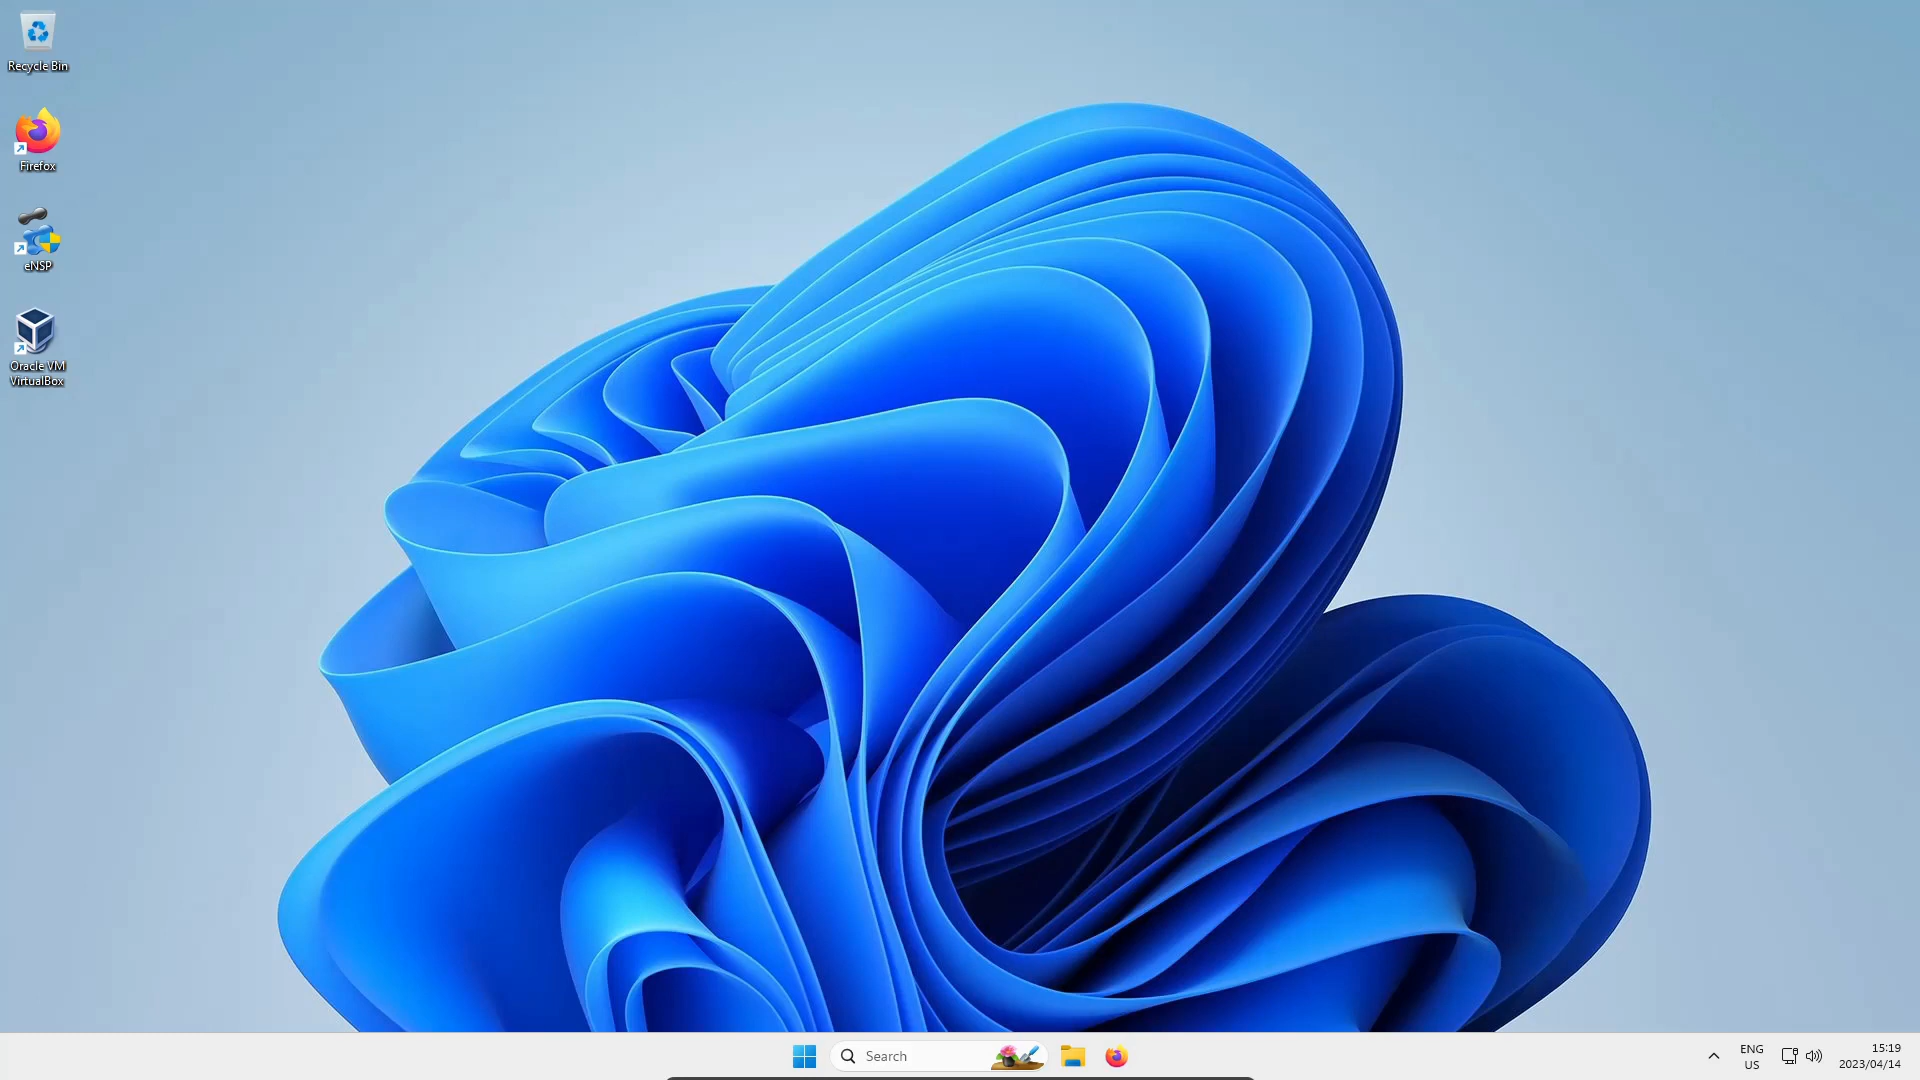 Recycle Bin
Firefox
eNSP
Oracle VM
VirtualBox
Search
ENG
US
15:19
2023/04/14